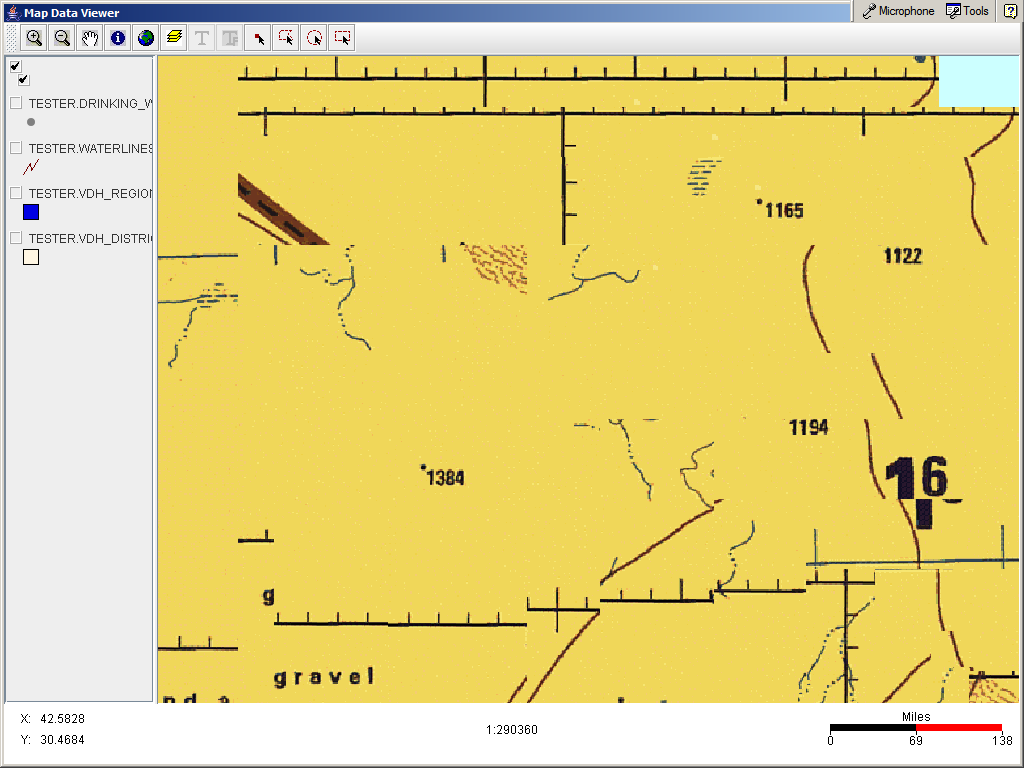 Map Data Viewer
Microphone Tools
TESTER.DRINKING_W
TESTER.WATERLINES
TESTER.VDH_REGION
TESTER.VDH_DISTRI
1165
1122
1194
1384
16
g
gravel
X: 42.5828
Y: 30.4684
1:290360
Miles
0 69 138